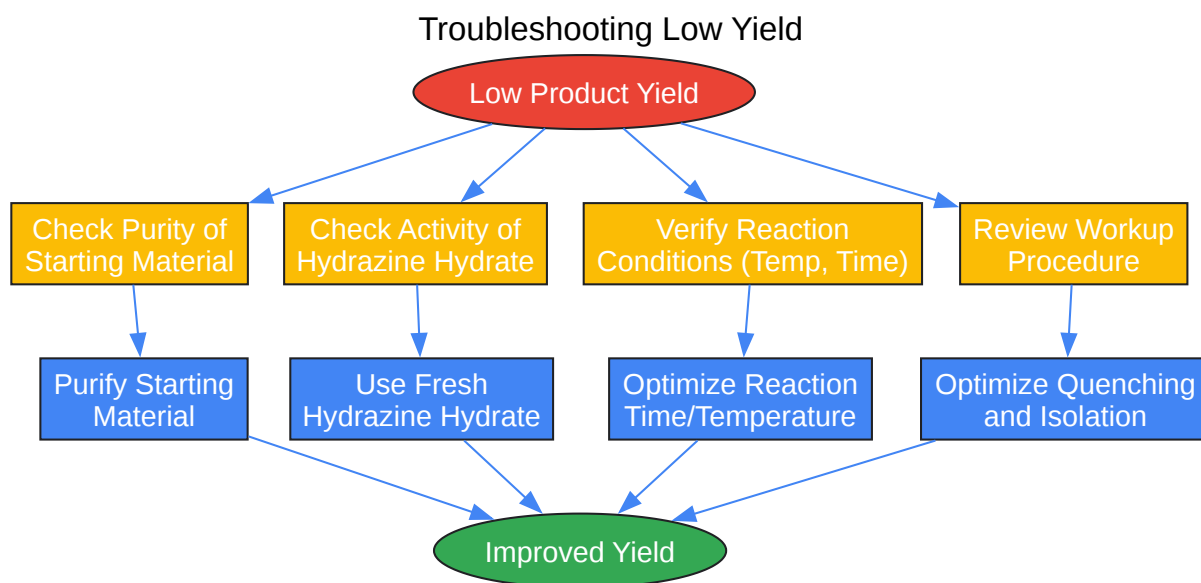 Troubleshooting Low Yield
Low Product Yield
Check Purity of
Starting Material
Check Activity of
Hydrazine Hydrate
Verify Reaction
Conditions (Temp, Time)
Review Workup
Procedure
Purify Starting
Material
Use Fresh
Hydrazine Hydrate
Optimize Reaction
Time/Temperature
Optimize Quenching
and Isolation
Improved Yield